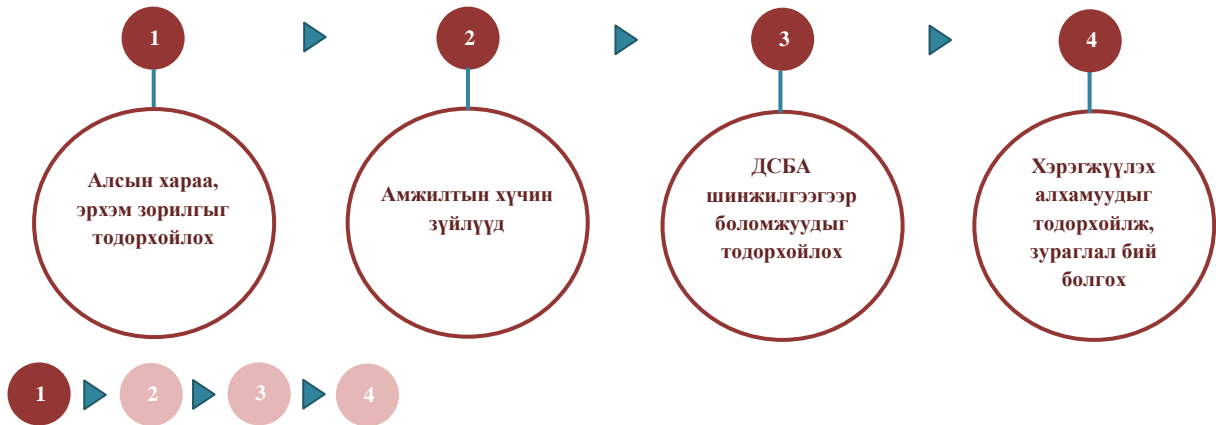 1
2
3
4
Алсын хараа,
эрхэм зорилгыг
тодорхойлох
Амжилтын хүчин
зүйлүүд
ДСБА
шинжилгээгээр
боломжуудыг
тодорхойлох
Хэрэгжүүлэх
алхамуудыг
тодорхойлж,
зураглал бий
болгох
1
2
3
4